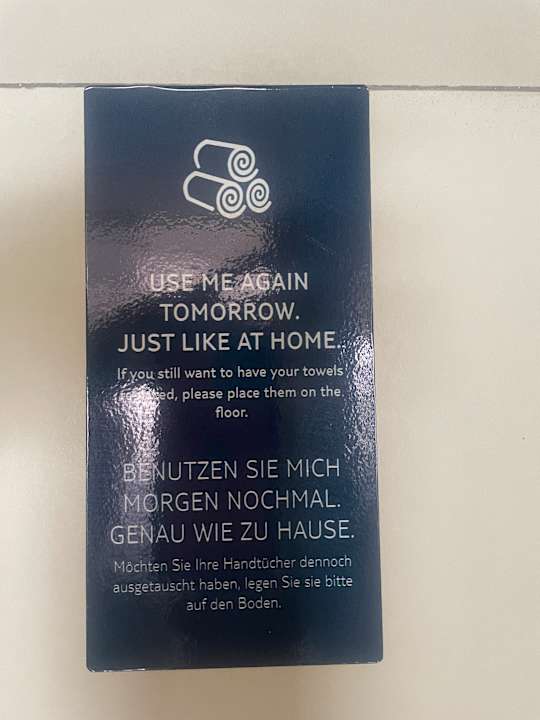 USE ME AGAIN
TOMORROW.
JUST LIKE AT HOME.
If you still want to have your towels
please place them on the
floor.
BENUTZEN SIE MICH
MORGEN NOCHMAL.
GENAU WIE ZU HAUSE.
Möchten Sie Ihre Handtücher dennoch
ausgetauscht haben, legen Sie sie bitte
auf den Boden.